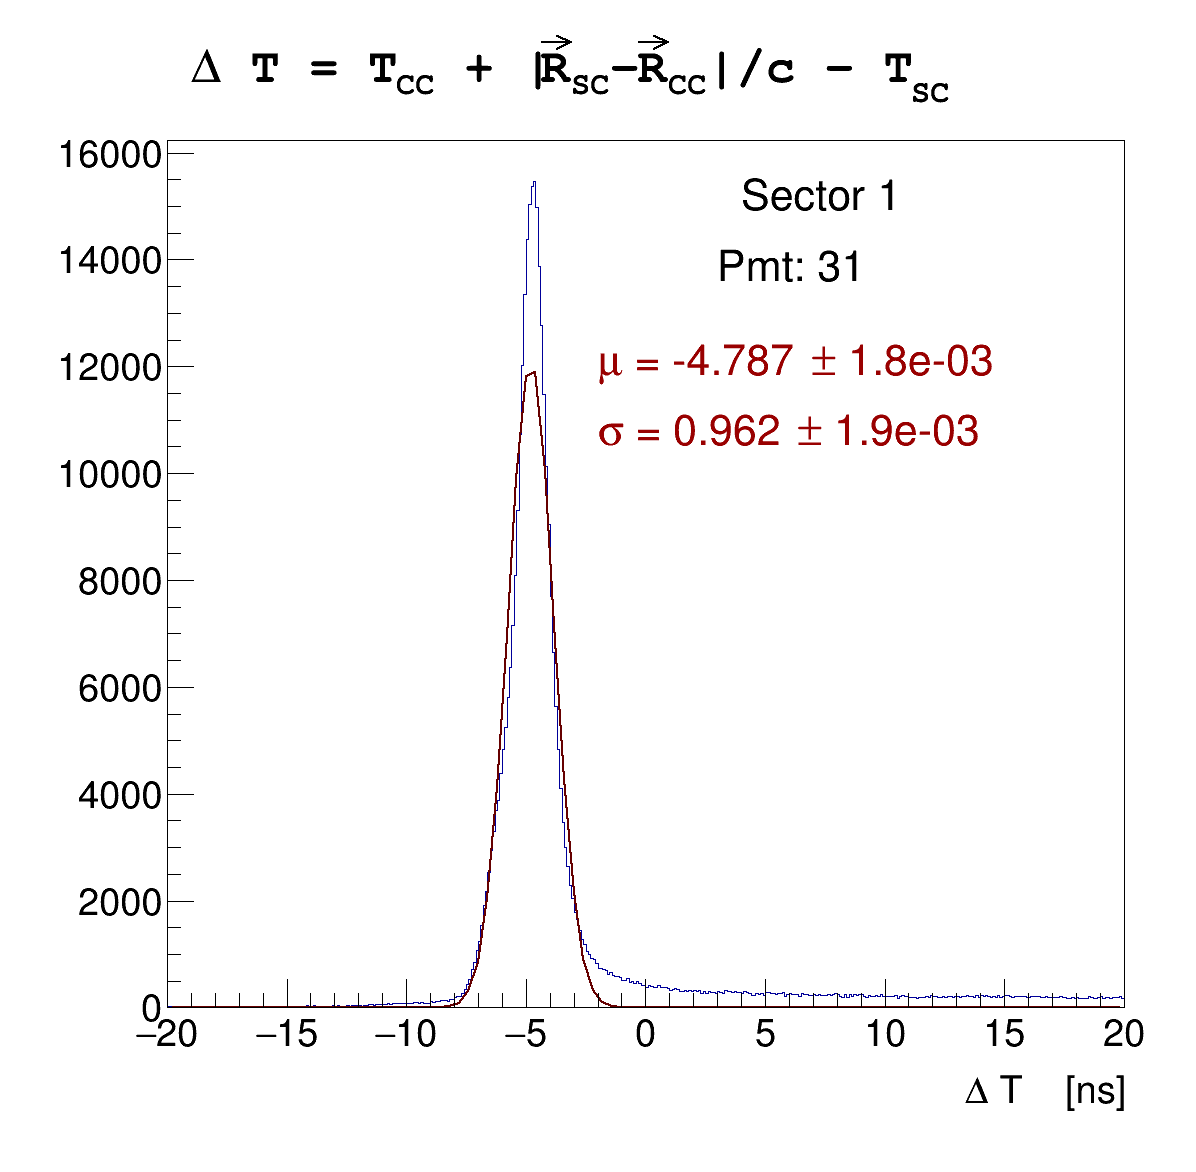 Δ T = T_CC + |R⃗_SC-R⃗_CC|/c - T_SC
16000
Sector 1
14000
Pmt: 31
12000
μ = -4.787 ± 1.8e-03
σ = 0.962 ± 1.9e-03
10000
8000
6000
4000
2000
0
−20 −15 −10 −5 0 5 10 15 20
Δ T [ns]